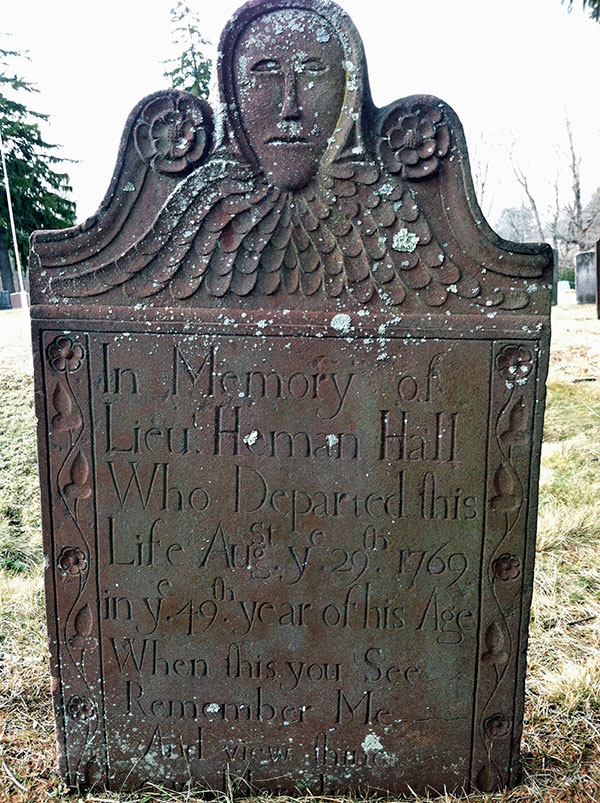 In Memory of
Lieut. Heman Hall
Who Departed this
Life Augst. ye. 29th. 1769
in ye. 49th. year of his Age
When this you See
Remember Me
And view thine